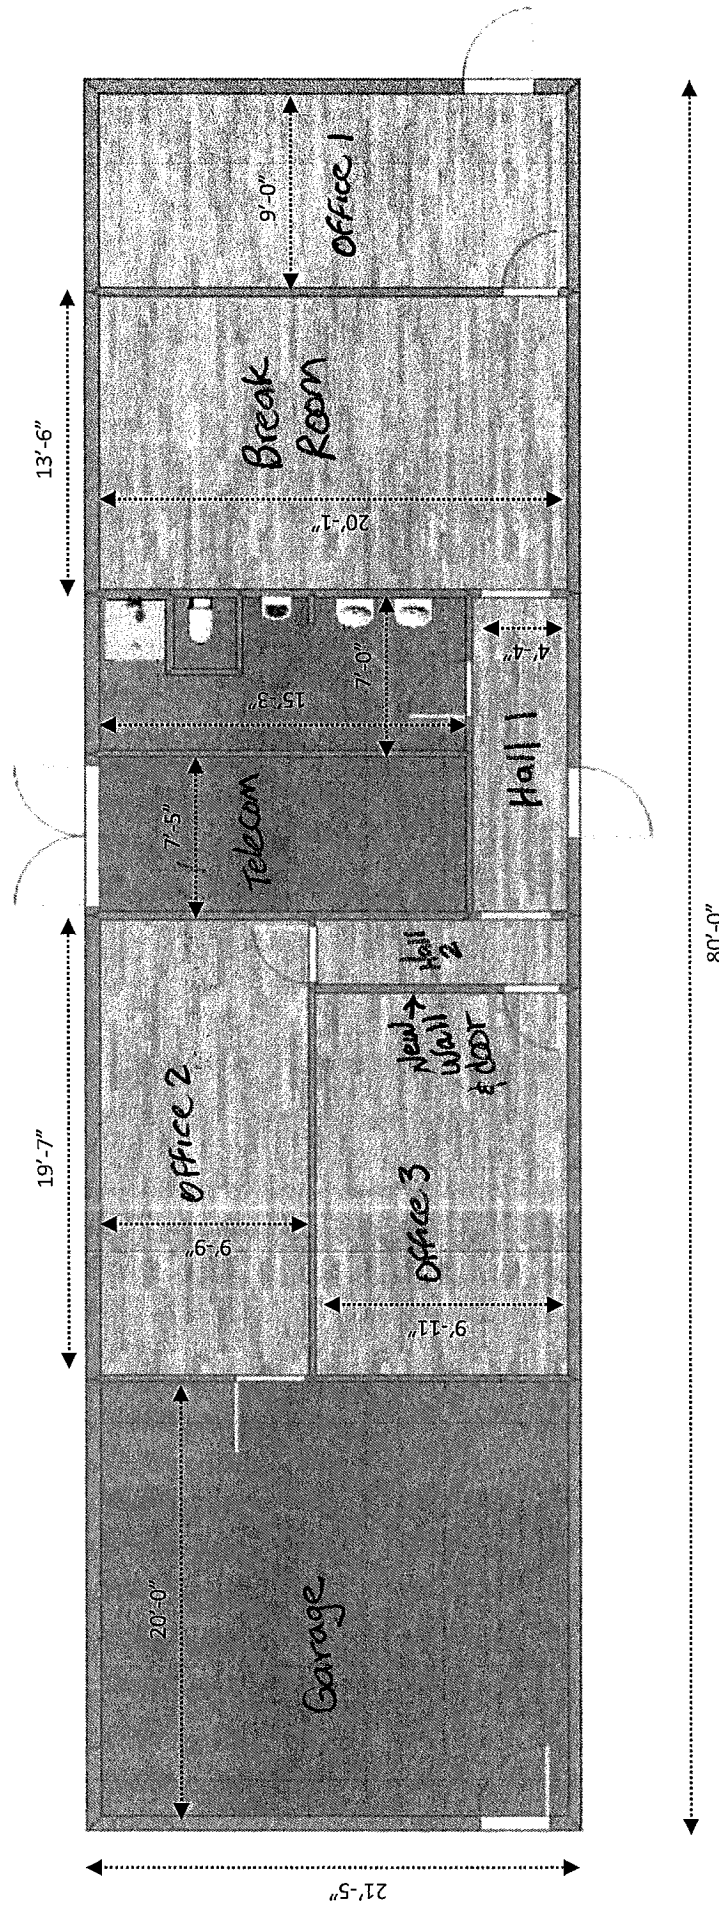 9'-0"
Office 1
13'-6"
Break
Room
20'-1"
15'-3"
7'-0"
4'-4"
Hall 1
7'-5"
Telecom
Hall
2
New →
Wall
& door
19'-7"
Office 2
9'-9"
Office 3
9'-11"
20'-0"
Garage
21'-5"
80'-0"